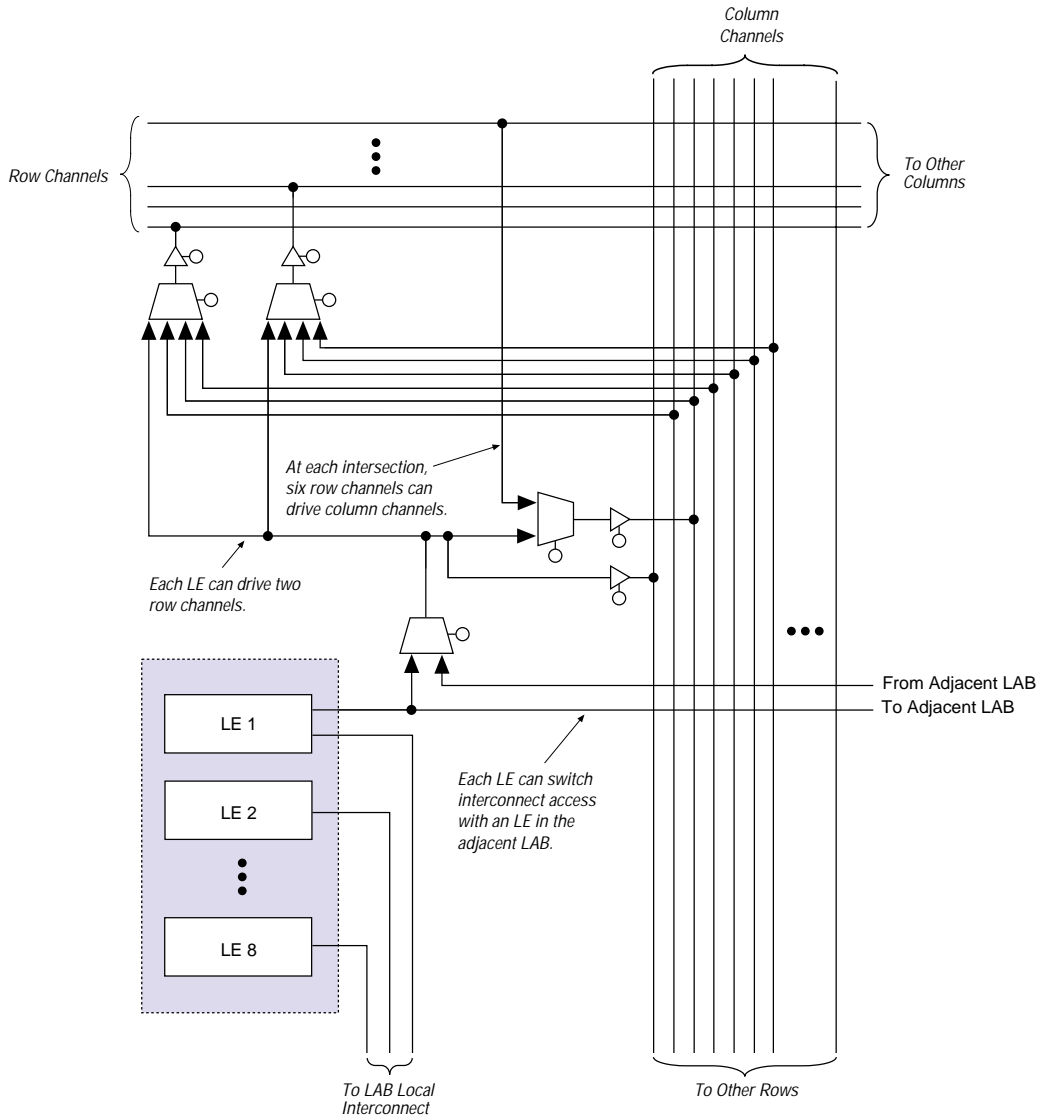 Column
Channels
Row Channels
To Other
Columns
At each intersection,
six row channels can
drive column channels.
Each LE can drive two
row channels.
From Adjacent LAB
To Adjacent LAB
LE 1
Each LE can switch
interconnect access
with an LE in the
adjacent LAB.
LE 2
LE 8
To LAB Local
Interconnect
To Other Rows